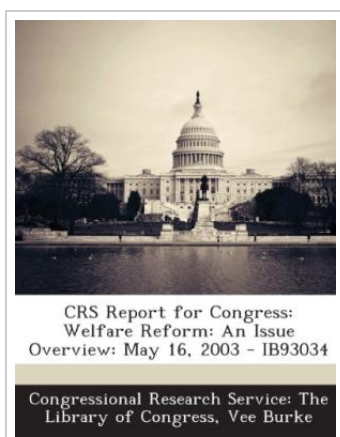 CRS Report for Congress:
Welfare Reform: An Issue
Overview: May 16, 2003 - IB93034
Congressional Research Service: The
Library of Congress, Vee Burke